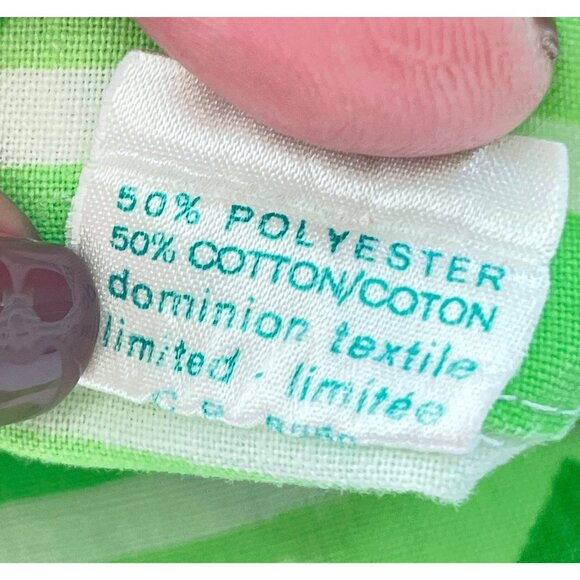 50% POLYESTER
50% COTTON/COTON
dominion textile
limited - limitée